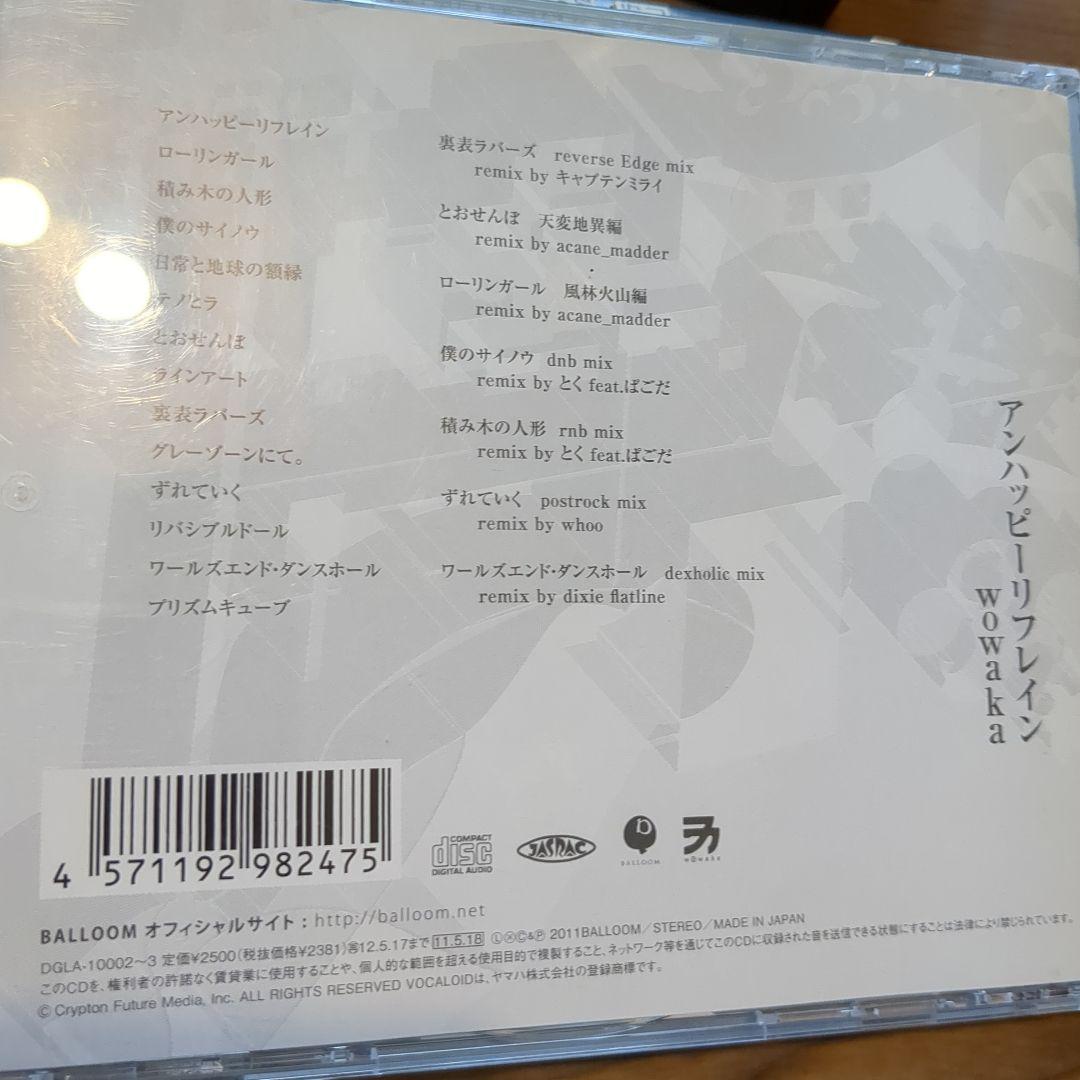 アンハッピーリフレイン
ローリンガール
積み木の人形
僕のサイノウ
日常と地球の額縁
テノヒラ
とおせんぼ
ラインアート
裏表ラバーズ
グレーゾーンにて。
ずれていく
リバシブルドール
ワールズエンド・ダンスホール
プリズムキューブ
裏表ラバーズ reverse Edge mix
remix by キャプテンミライ
とおせんぼ 天変地異編
remix by acane_madder
ローリンガール 風林火山編
remix by acane_madder
僕のサイノウ dnb mix
remix by とく feat.ぱごだ
積み木の人形 rnb mix
remix by とく feat.ぱごだ
ずれていく postrock mix
remix by whoo
ワールズエンド・ダンスホール dexholic mix
remix by dixie flatline
アンハッピーリフレイン
wowaka
4 571192 982475
COMPACT
disc
DIGITAL AUDIO
JASRAC
BALLOOM
wowaka
BALLOOM オフィシャルサイト : http://balloom.net
DGLA-10002〜3 定価¥2500(税抜価格¥2381)Ⓡ12.5.17まで 11.5.18 ⓁⓍⒸ&Ⓟ 2011BALLOOM/STEREO/MADE IN JAPAN
このCDを、権利者の許諾なく賃貸業に使用することや、個人的な範囲を超える使用目的で複製すること、ネットワーク等を通じてこのCDに収録された音を送信できる状態にすることは法律により禁じられています。
© Crypton Future Media, Inc. ALL RIGHTS RESERVED VOCALOIDは、ヤマハ株式会社の登録商標です。